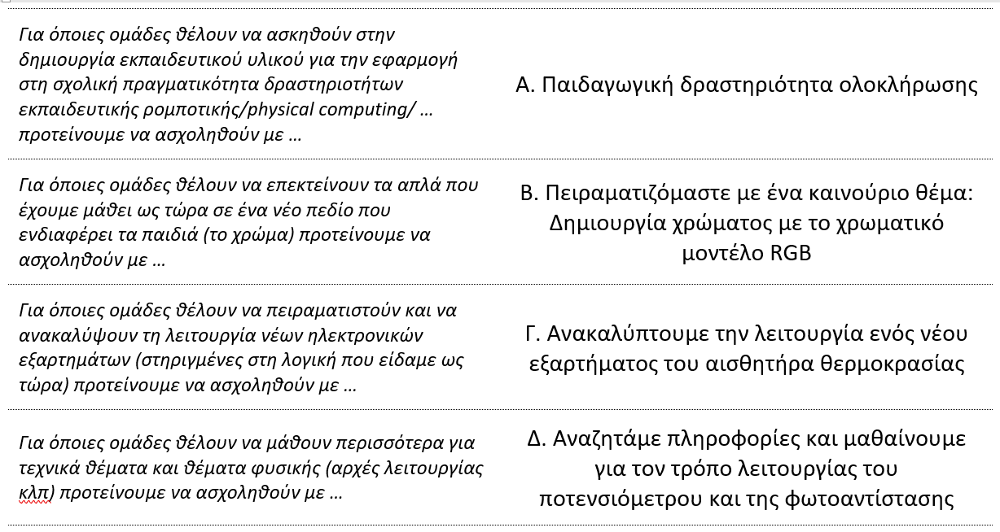 Για όποιες ομάδες θέλουν να ασκηθούν στην
δημιουργία εκπαιδευτικού υλικού για την εφαρμογή
στη σχολική πραγματικότητα δραστηριοτήτων
εκπαιδευτικής ρομποτικής/physical computing/ ...
προτείνουμε να ασχοληθούν με ...
Α. Παιδαγωγική δραστηριότητα ολοκλήρωσης
Για όποιες ομάδες θέλουν να επεκτείνουν τα απλά που
έχουμε μάθει ως τώρα σε ένα νέο πεδίο που
ενδιαφέρει τα παιδιά (το χρώμα) προτείνουμε να
ασχοληθούν με ...
Β. Πειραματιζόμαστε με ένα καινούριο θέμα:
Δημιουργία χρώματος με το χρωματικό
μοντέλο RGB
Για όποιες ομάδες θέλουν να πειραματιστούν και να
ανακαλύψουν τη λειτουργία νέων ηλεκτρονικών
εξαρτημάτων (στηριγμένες στη λογική που είδαμε ως
τώρα) προτείνουμε να ασχοληθούν με ...
Γ. Ανακαλύπτουμε την λειτουργία ενός νέου
εξαρτήματος του αισθητήρα θερμοκρασίας
Για όποιες ομάδες θέλουν να μάθουν περισσότερα για
τεχνικά θέματα και θέματα φυσικής (αρχές λειτουργίας
κλπ) προτείνουμε να ασχοληθούν με ...
Δ. Αναζητάμε πληροφορίες και μαθαίνουμε
για τον τρόπο λειτουργίας του
ποτενσιόμετρου και της φωτοαντίστασης